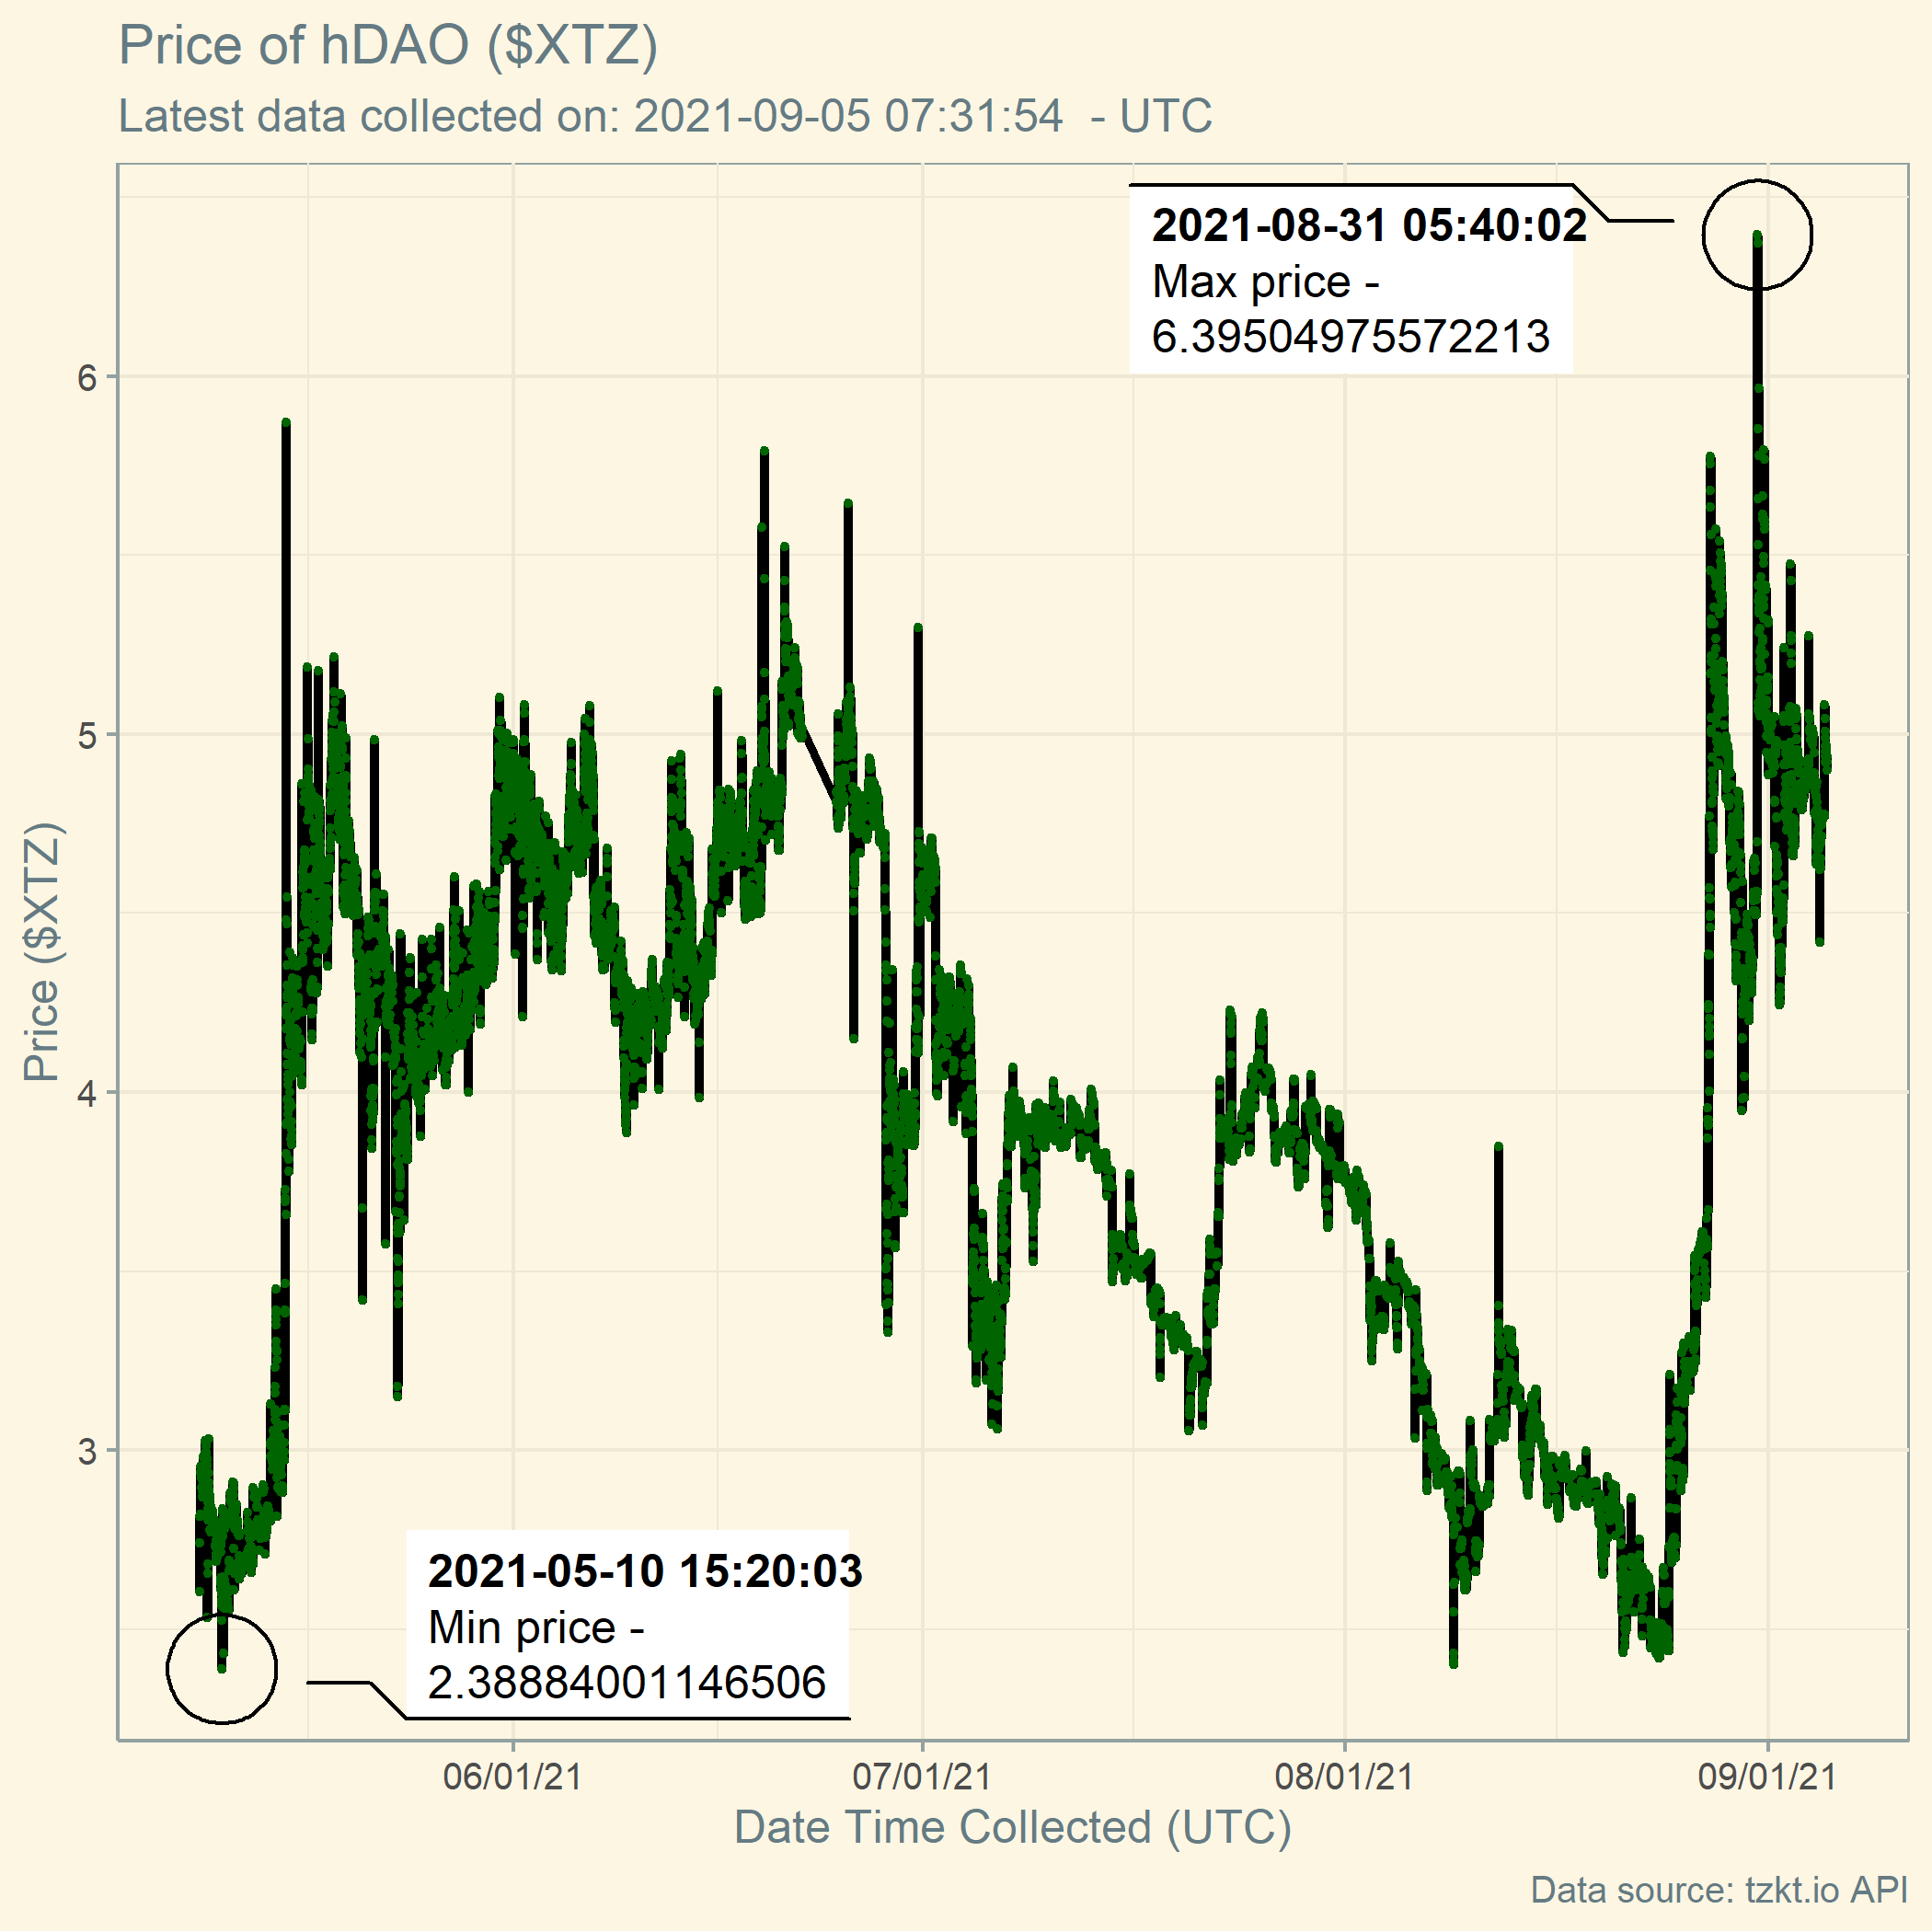 Price of hDAO ($XTZ)
Latest data collected on: 2021-09-05 07:31:54  - UTC
2021-08-31 05:40:02
Max price -
6.39504975572213
6
5
4
3
Price ($XTZ)
2021-05-10 15:20:03
Min price -
2.38884001146506
06/01/21
07/01/21
08/01/21
09/01/21
Date Time Collected (UTC)
Data source: tzkt.io API